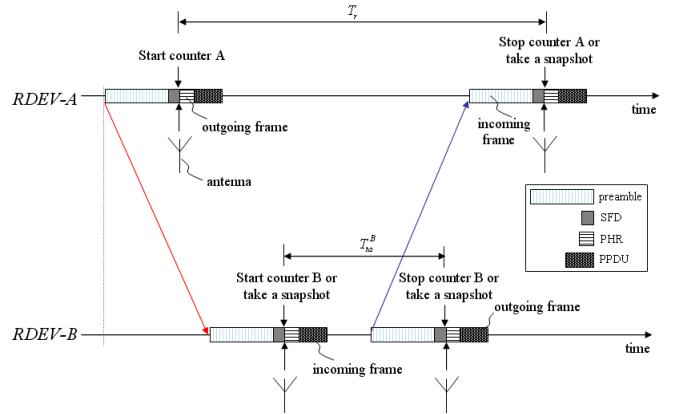 T_r
Start counter A
Stop counter A or
take a snapshot
RDEV-A
time
outgoing frame
incoming
frame
antenna
preamble
SFD
PHR
PPDU
T_ta^B
Start counter B or
take a snapshot
Stop counter B or
take a snapshot
outgoing frame
RDEV-B
time
incoming frame